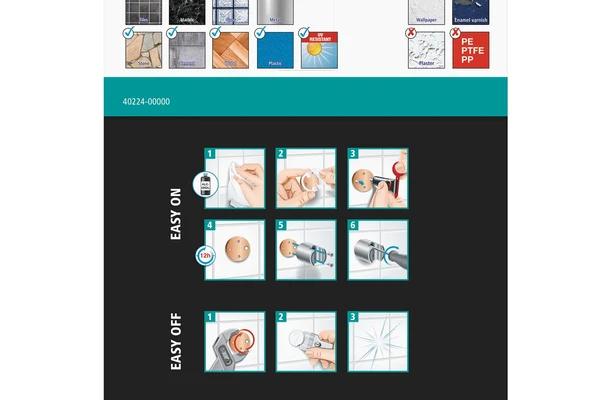 Tiles
Marble
Metal
Wallpaper
Enamel varnish
Stone
Wood
Plastic
UV
RESISTANT
Plaster
PE
PTFE
PP
40224-00000
EASY ON
1
2
3
4
12h
5
6
EASY OFF
1
2
3